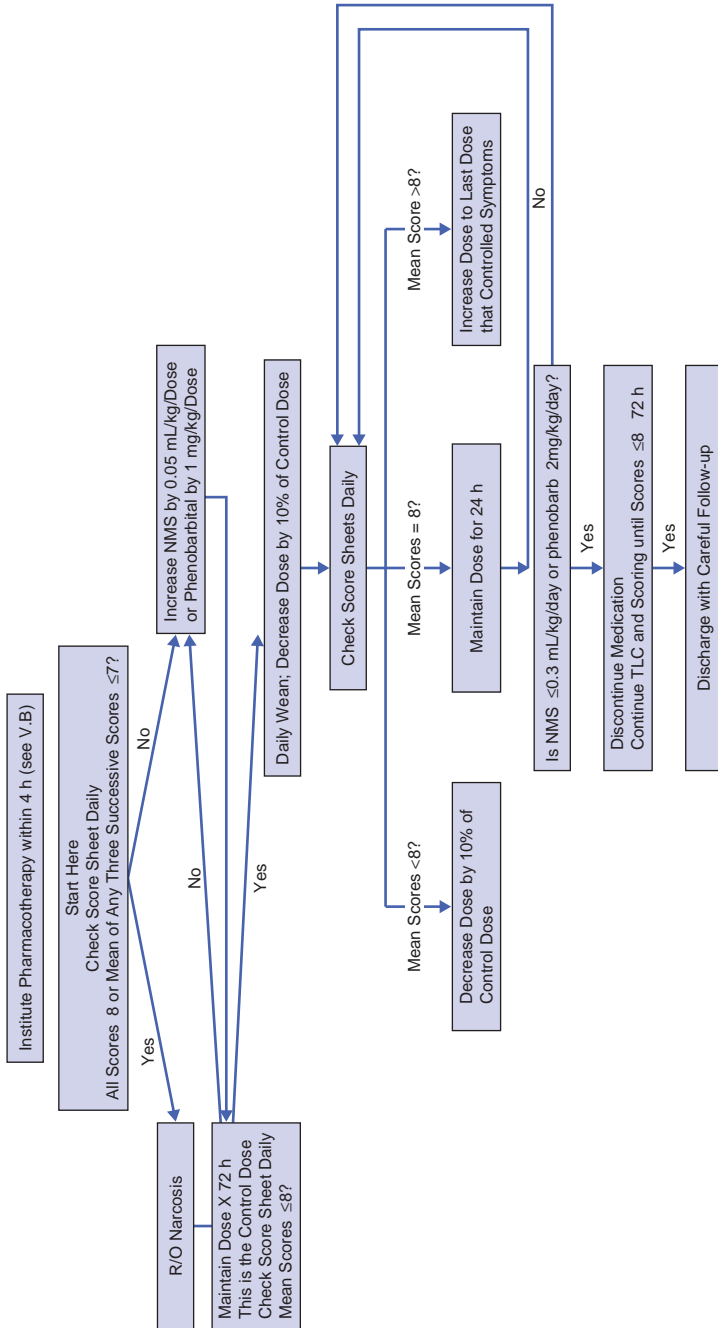 Institute Pharmacotherapy within 4 h (see V.B)
Start Here
Check Score Sheet Daily
All Scores 8 or Mean of Any Three Successive Scores ≤7?
Yes
No
R/O Narcosis
Increase NMS by 0.05 mL/kg/Dose
or Phenobarbital by 1 mg/kg/Dose
Maintain Dose X 72 h
This is the Control Dose
Check Score Sheet Daily
Mean Scores ≤8?
No
Yes
Daily Wean; Decrease Dose by 10% of Control Dose
Check Score Sheets Daily
Mean Scores <8?
Mean Scores = 8?
Mean Score >8?
Decrease Dose by 10% of
Control Dose
Maintain Dose for 24 h
Increase Dose to Last Dose
that Controlled Symptoms
No
Is NMS ≤0.3 mL/kg/day or phenobarb 2mg/kg/day?
Yes
Discontinue Medication
Continue TLC and Scoring until Scores ≤8 72 h
Yes
Discharge with Careful Follow-up